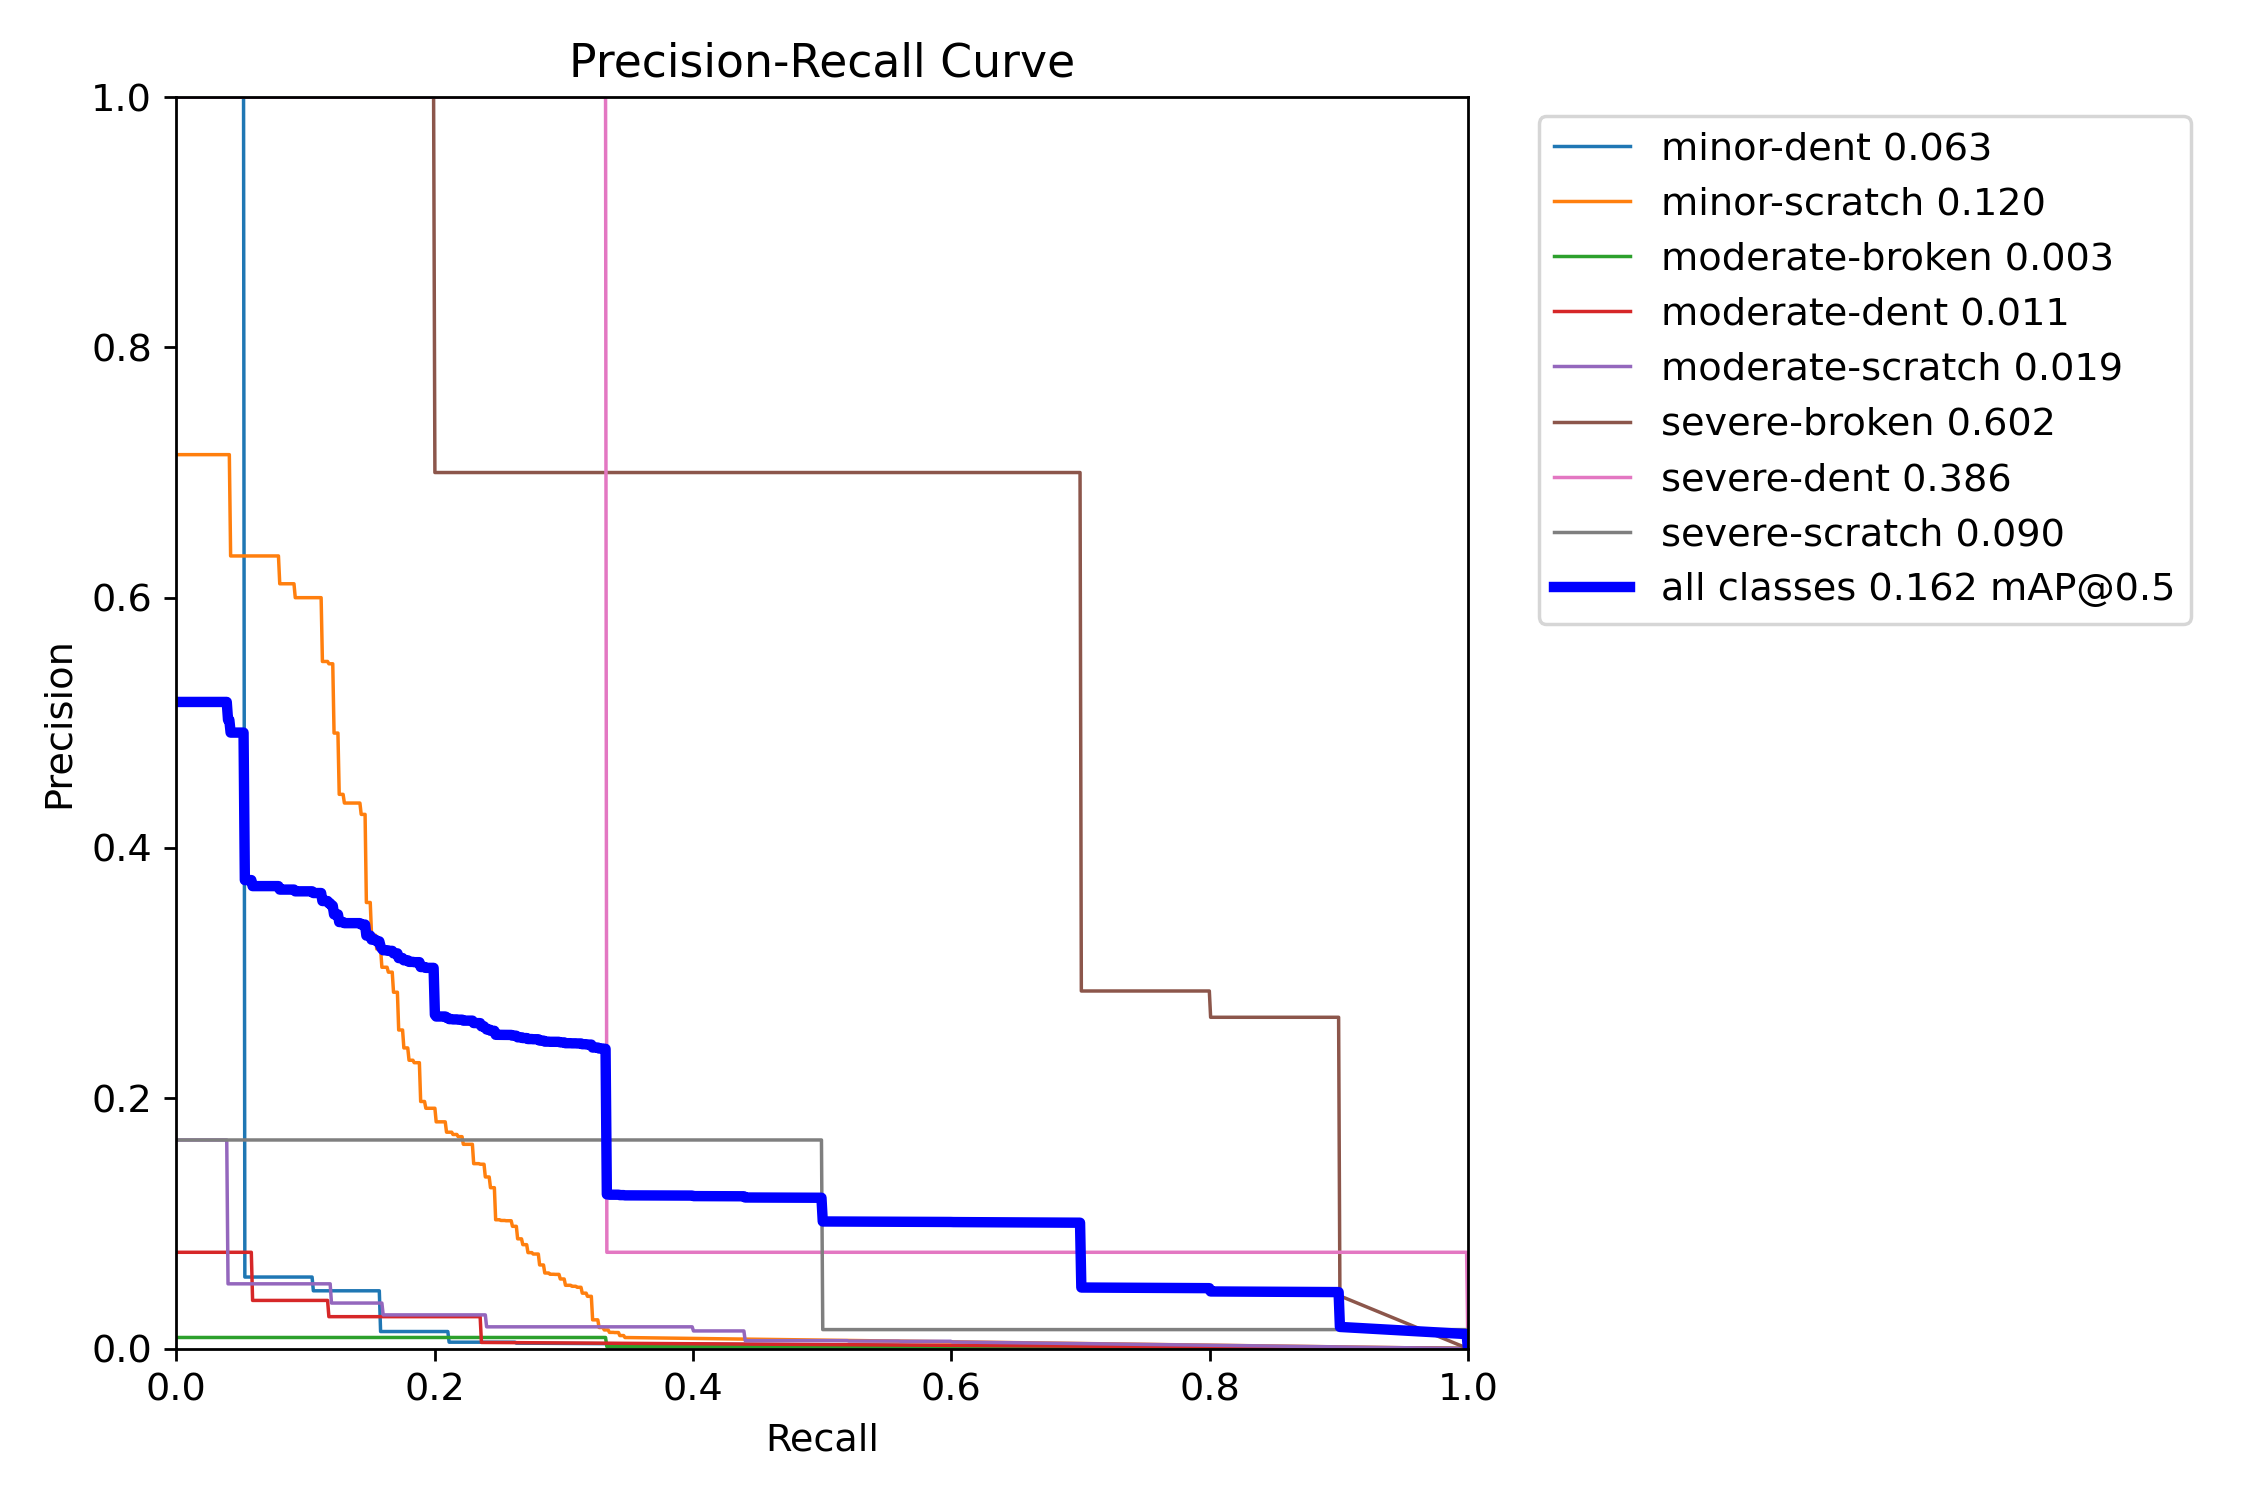 Precision-Recall Curve
1.0
0.8
0.6
0.4
0.2
0.0
Precision
0.0 0.2 0.4 0.6 0.8 1.0
Recall
minor-dent 0.063
minor-scratch 0.120
moderate-broken 0.003
moderate-dent 0.011
moderate-scratch 0.019
severe-broken 0.602
severe-dent 0.386
severe-scratch 0.090
all classes 0.162 mAP@0.5